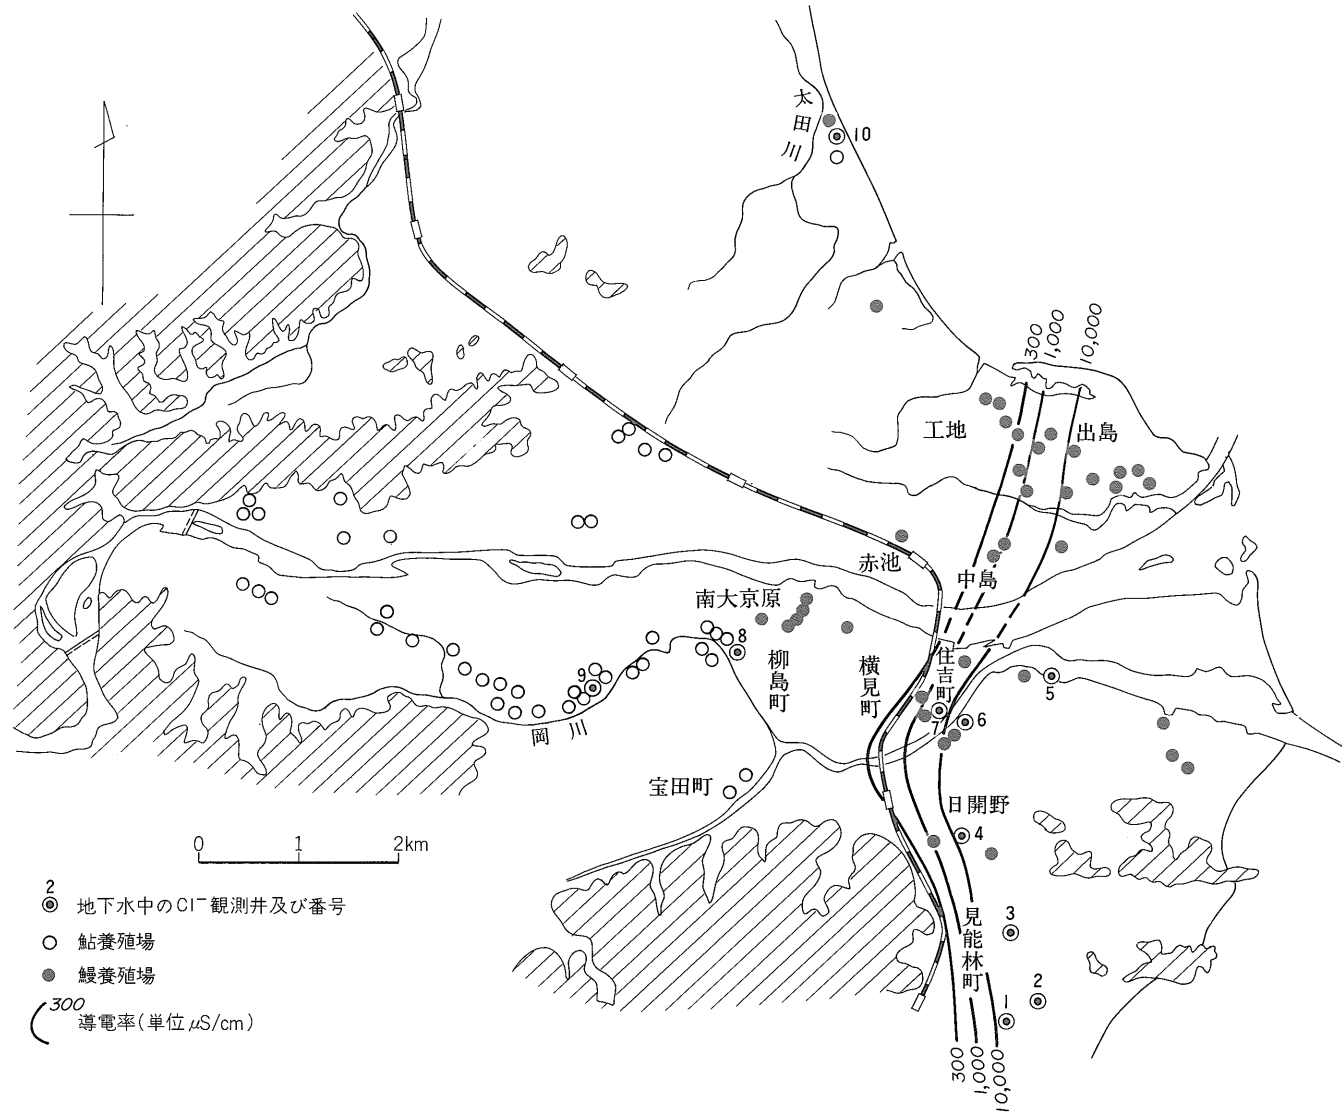 太田川
10
300
1,000
10,000
工地
出島
赤池
中島
南大京原
8
柳島町
横見町
住吉町
5
7
6
9
岡川
宝田町
日開野
4
0 1 2km
2
地下水中のCl⁻観測井及び番号
鮎養殖場
鰻養殖場
300
導電率(単位μS/cm)
3
見能林町
2
1
300
1,000
10,000